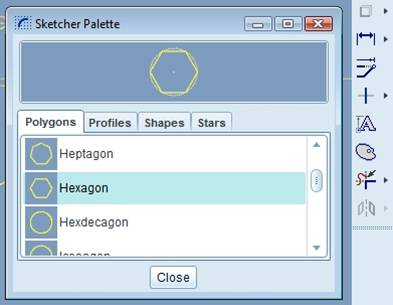 Sketcher Palette
Polygons Profiles Shapes Stars
Heptagon
Hexagon
Hexdecagon
Close